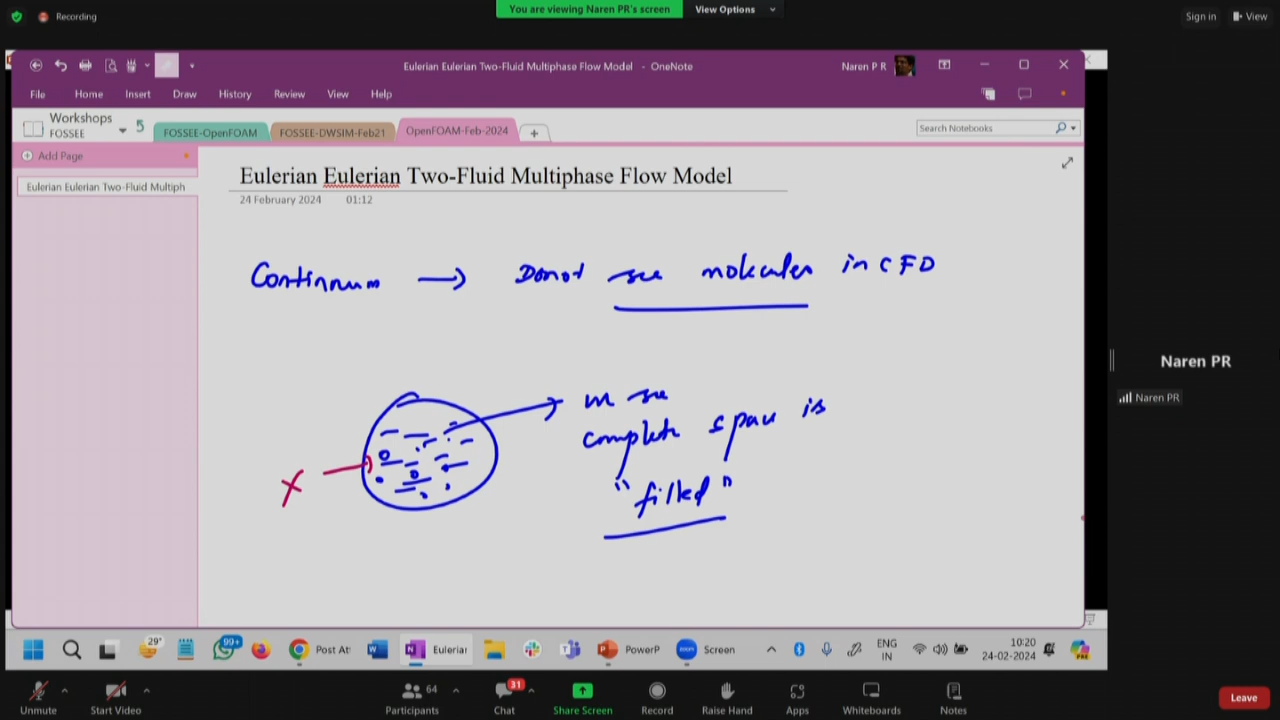 You are viewing Naren PR's screen
View Options
Recording
Sign in
View
Eulerian Eulerian Two-Fluid Multiphase Flow Model - OneNote
Naren P R
File
Home
Insert
Draw
History
Review
View
Help
Workshops
FOSSEE
FOSSEE-OpenFOAM
FOSSEE-DWSIM-Feb21
OpenFOAM-Feb-2024
Search Notebooks
Add Page
Eulerian Eulerian Two-Fluid Multiph
Eulerian Eulerian Two-Fluid Multiphase Flow Model
24 February 2024
01:12
Continnum → Donot see molecules in CFD
see
complete space is
"filled"
X
Naren PR
Naren PR
29°
99+
Post At
Eulerian
PowerP
Screen
ENG
IN
10:20
24-02-2024
Unmute
Start Video
64
Participants
31
Chat
Share Screen
Record
Raise Hand
Apps
Whiteboards
Notes
Leave